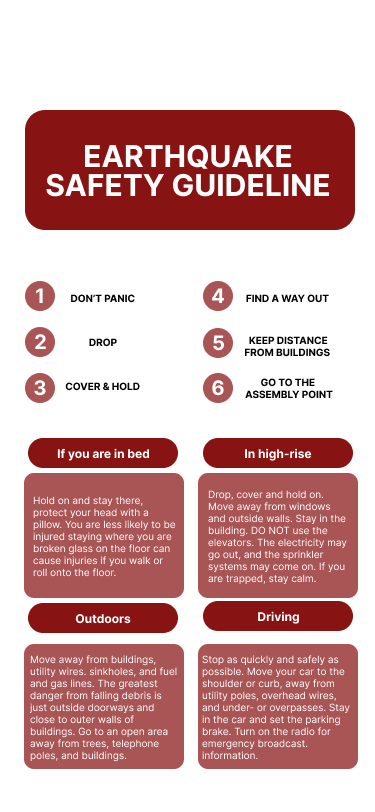 EARTHQUAKE
SAFETY GUIDELINE
1 DON'T PANIC
2 DROP
3 COVER & HOLD
4 FIND A WAY OUT
5 KEEP DISTANCE
FROM BUILDINGS
6 GO TO THE
ASSEMBLY POINT
If you are in bed
Hold on and stay there,
protect your head with a
pillow. You are less likely to be
injured staying where you are
broken glass on the floor can
cause injuries if you walk or
roll onto the floor.
In high-rise
Drop, cover and hold on.
Move away from windows
and outside walls. Stay in the
building. DO NOT use the
elevators. The electricity may
go out, and the sprinkler
systems may come on. If you
are trapped, stay calm.
Outdoors
Move away from buildings,
utility wires. sinkholes, and fuel
and gas lines. The greatest
danger from falling debris is
just outside doorways and
close to outer walls of
buildings. Go to an open area
away from trees, telephone
poles, and buildings.
Driving
Stop as quickly and safely as
possible. Move your car to the
shoulder or curb, away from
utility poles, overhead wires,
and under- or overpasses. Stay
in the car and set the parking
brake. Turn on the radio for
emergency broadcast.
information.